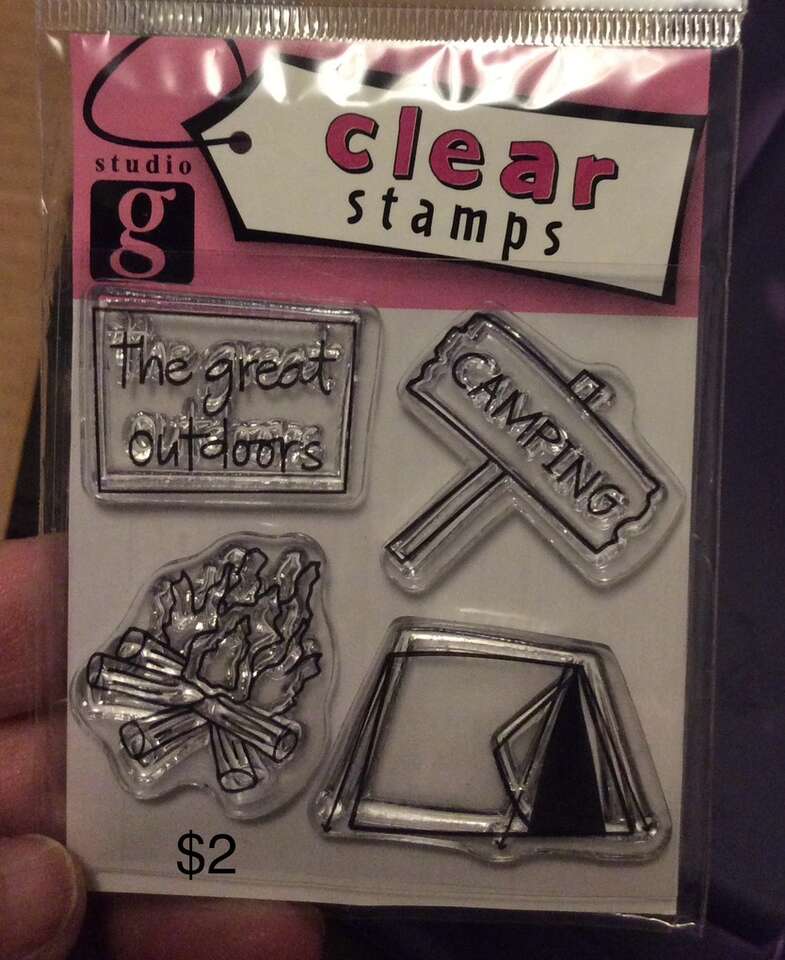 studio
g
clear
stamps
The great
outdoors
CAMPING
$2